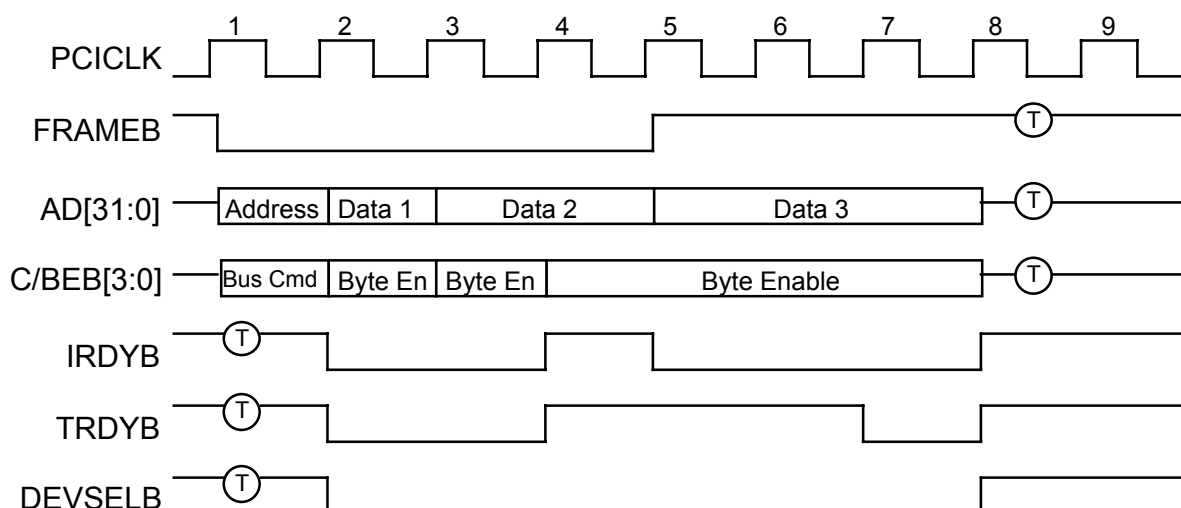 1 2 3 4 5 6 7 8 9
PCICLK
FRAMEB T
AD[31:0] Address Data 1 Data 2 Data 3 T
C/BEB[3:0] Bus Cmd Byte En Byte En Byte Enable T
IRDYB T
TRDYB T
DEVSELB T